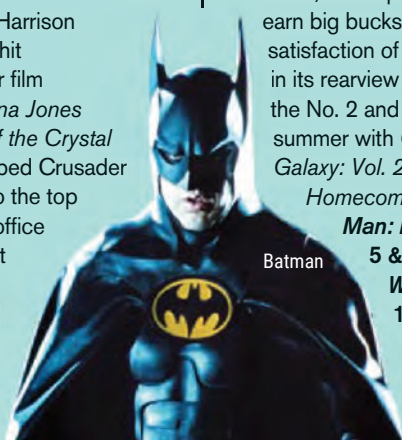 Harrison
hit
film
na Jones
f the Crystal
ped Crusader
o the top
office
t
earn big bucks
satisfaction of
in its rearview
the No. 2 and
summer with
Galaxy: Vol. 2
Homecom
Man:
5 &
Batman